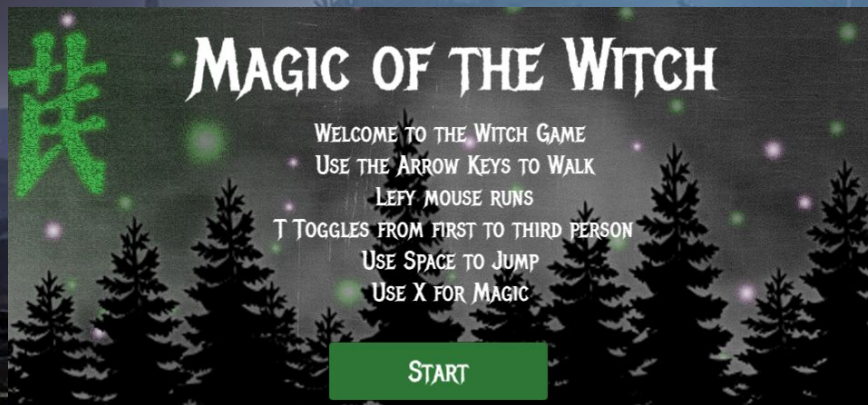 Magic of the Witch
Welcome to the Witch Game
Use the Arrow Keys to Walk
Lefy mouse runs
T Toggles from first to third person
Use Space to Jump
Use X for Magic
Start